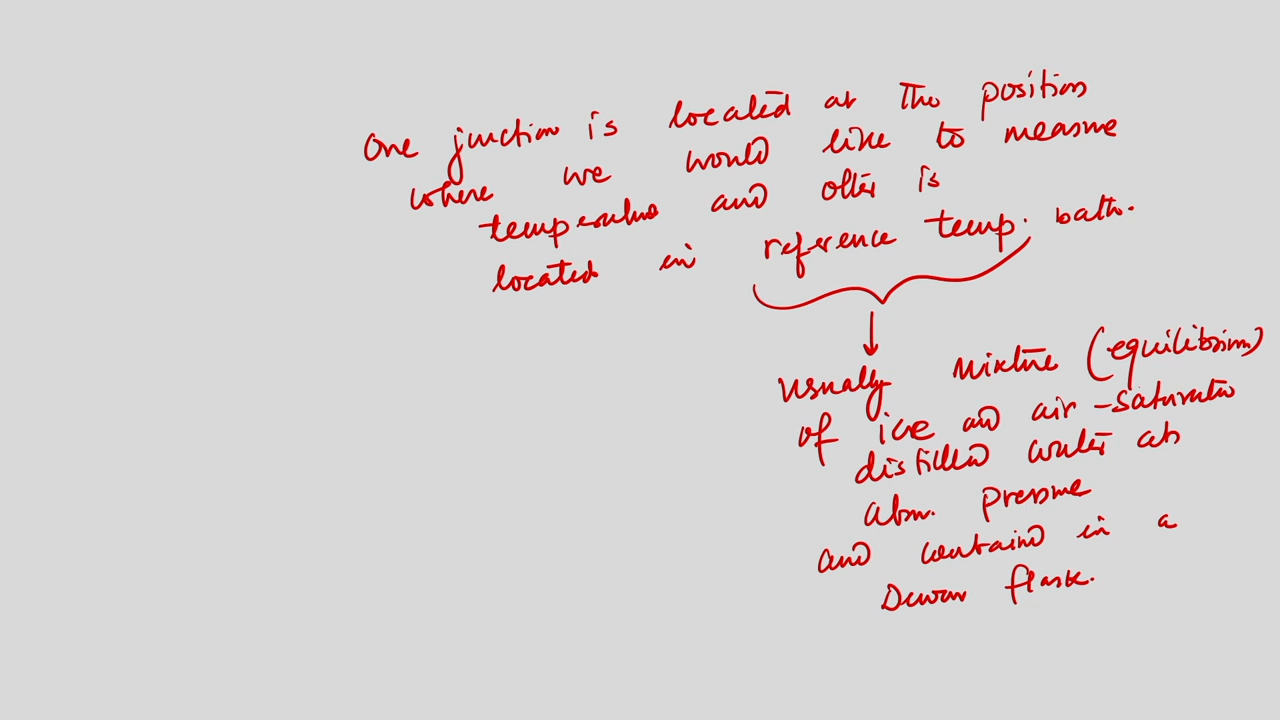 One junction is located at the position
where we would like to measure
temperature and other is
located in reference temp. bath.
Usually mixture (equilibrium)
of ice and air-saturated
distilled water at
atm. pressure
and contained in a
Dewar flask.